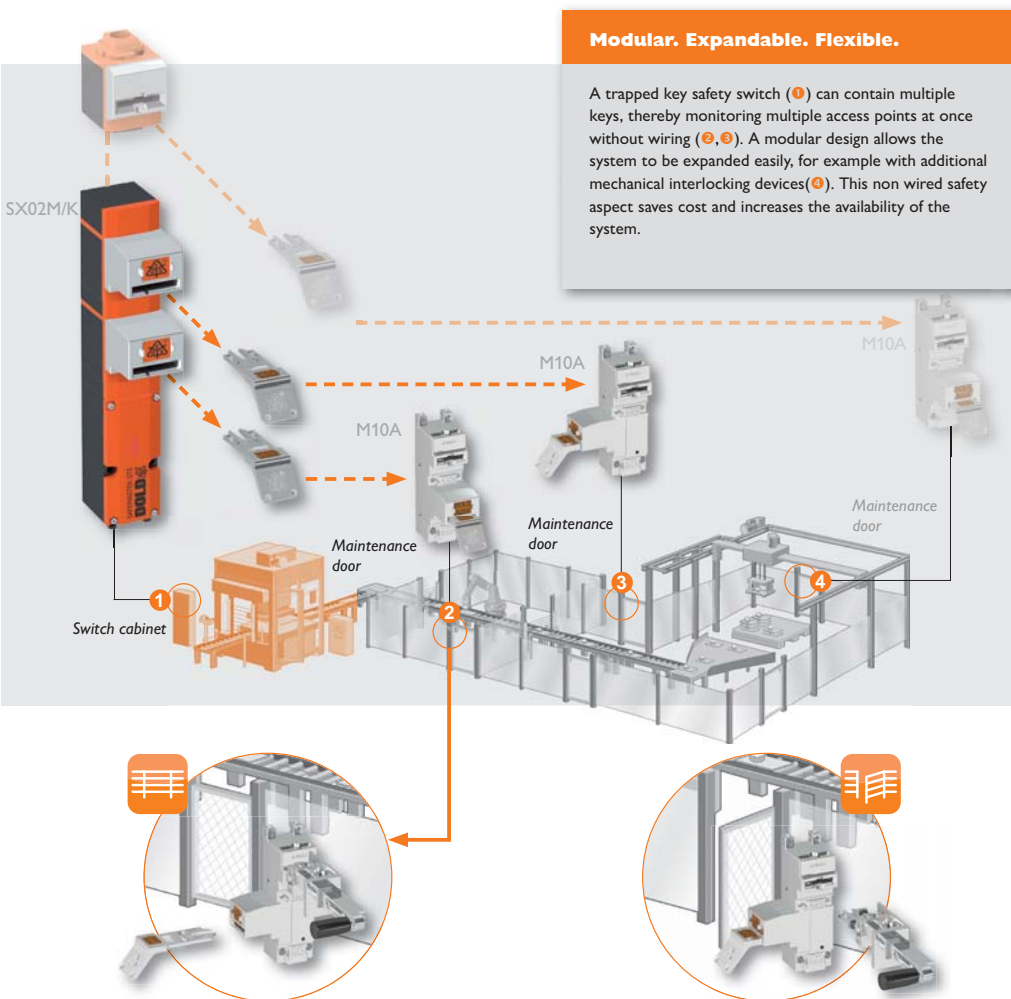 Modular. Expandable. Flexible.
A trapped key safety switch (1) can contain multiple
keys, thereby monitoring multiple access points at once
without wiring (2,3). A modular design allows the
system to be expanded easily, for example with additional
mechanical interlocking devices(4). This non wired safety
aspect saves cost and increases the availability of the
system.
SX02M/K
M10A
M10A
M10A
SAFEMASTER STS
DOLD
Maintenance
door
Maintenance
door
Maintenance
door
1
2
3
4
Switch cabinet